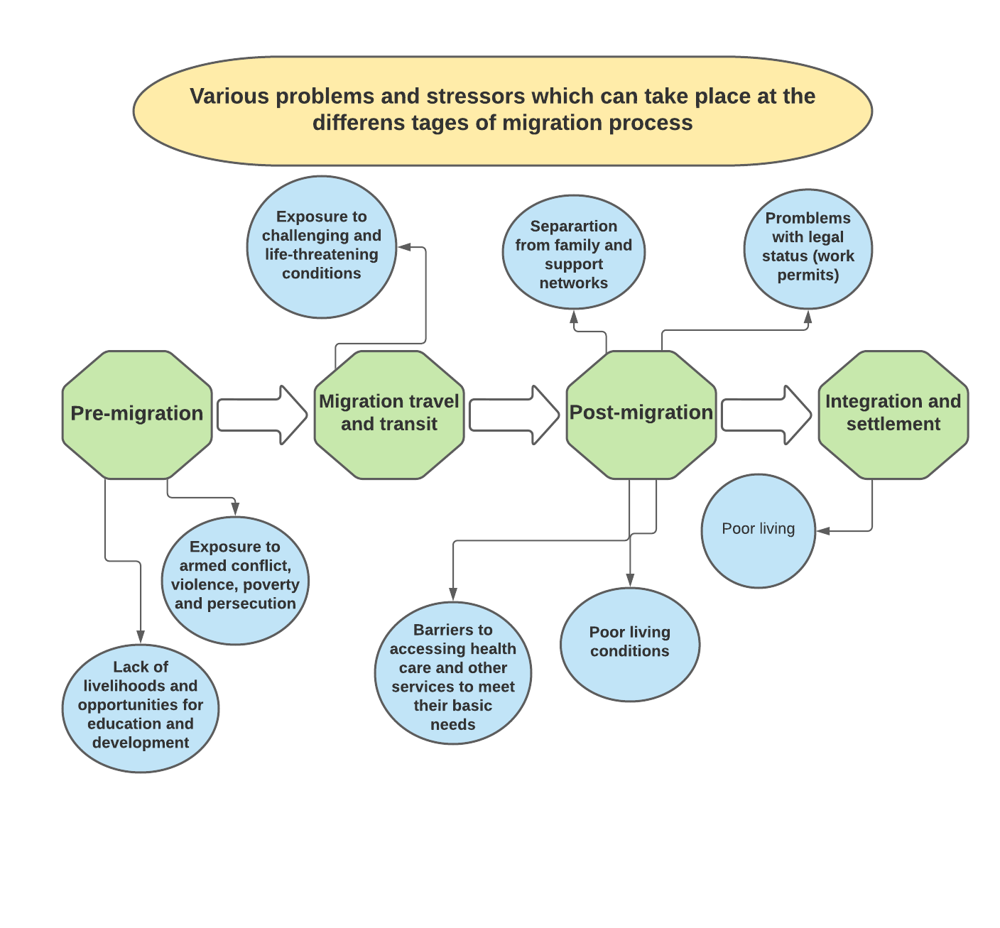 Various problems and stressors which can take place at the
differens tages of migration process
Exposure to
challenging and
life-threatening
conditions
Separartion
from family and
support
networks
Promblems
with legal
status (work
permits)
Pre-migration
Migration travel
and transit
Post-migration
Integration and
settlement
Poor living
Exposure to
armed conflict,
violence, poverty
and persecution
Barriers to
accessing health
care and other
services to meet
their basic
needs
Poor living
conditions
Lack of
livelihoods and
opportunities for
education and
development